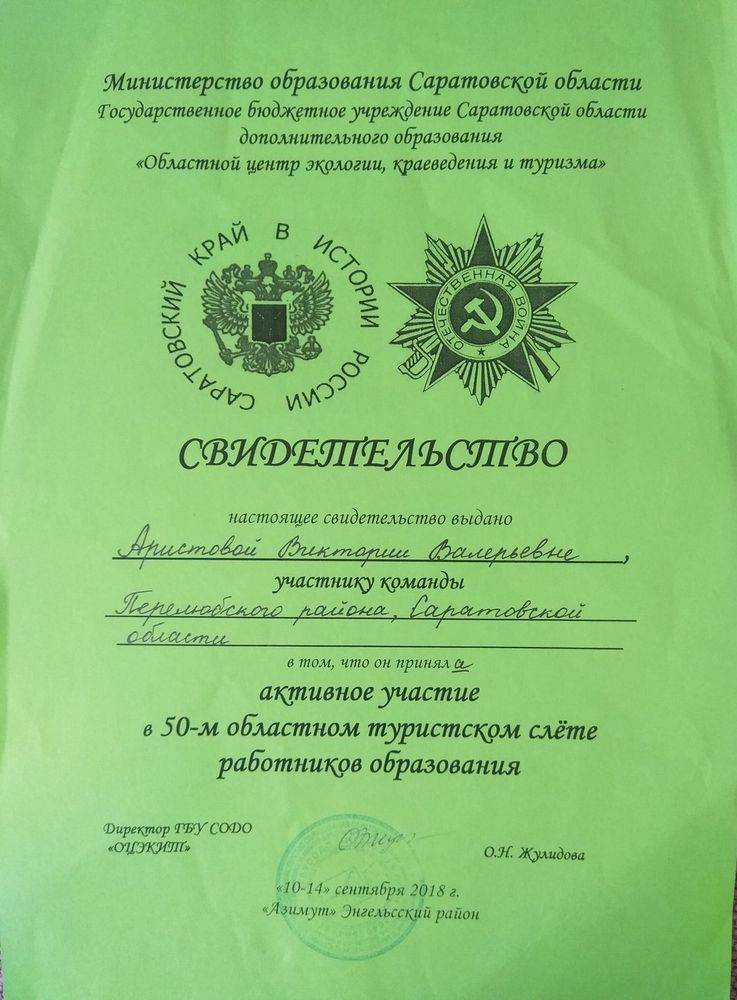 Министерство образования Саратовской области
Государственное бюджетное учреждение Саратовской области
дополнительного образования
«Областной центр экологии, краеведения и туризма»
САРАТОВСКИЙ КРАЙ В ИСТОРИИ РОССИИ
ОТЕЧЕСТВЕННАЯ ВОЙНА
СВИДЕТЕЛЬСТВО
настоящее свидетельство выдано
Аристовой Виктории Валерьевне,
участнику команды
Перелюбского района, Саратовской
области
в том, что он принял а
активное участие
в 50-м областном туристском слёте
работников образования
Директор ГБУ СОДО
«ОЦЭКИТ»
О.Н. Жулидова
«10-14» сентября 2018 г.
«Азимут» Энгельсский район